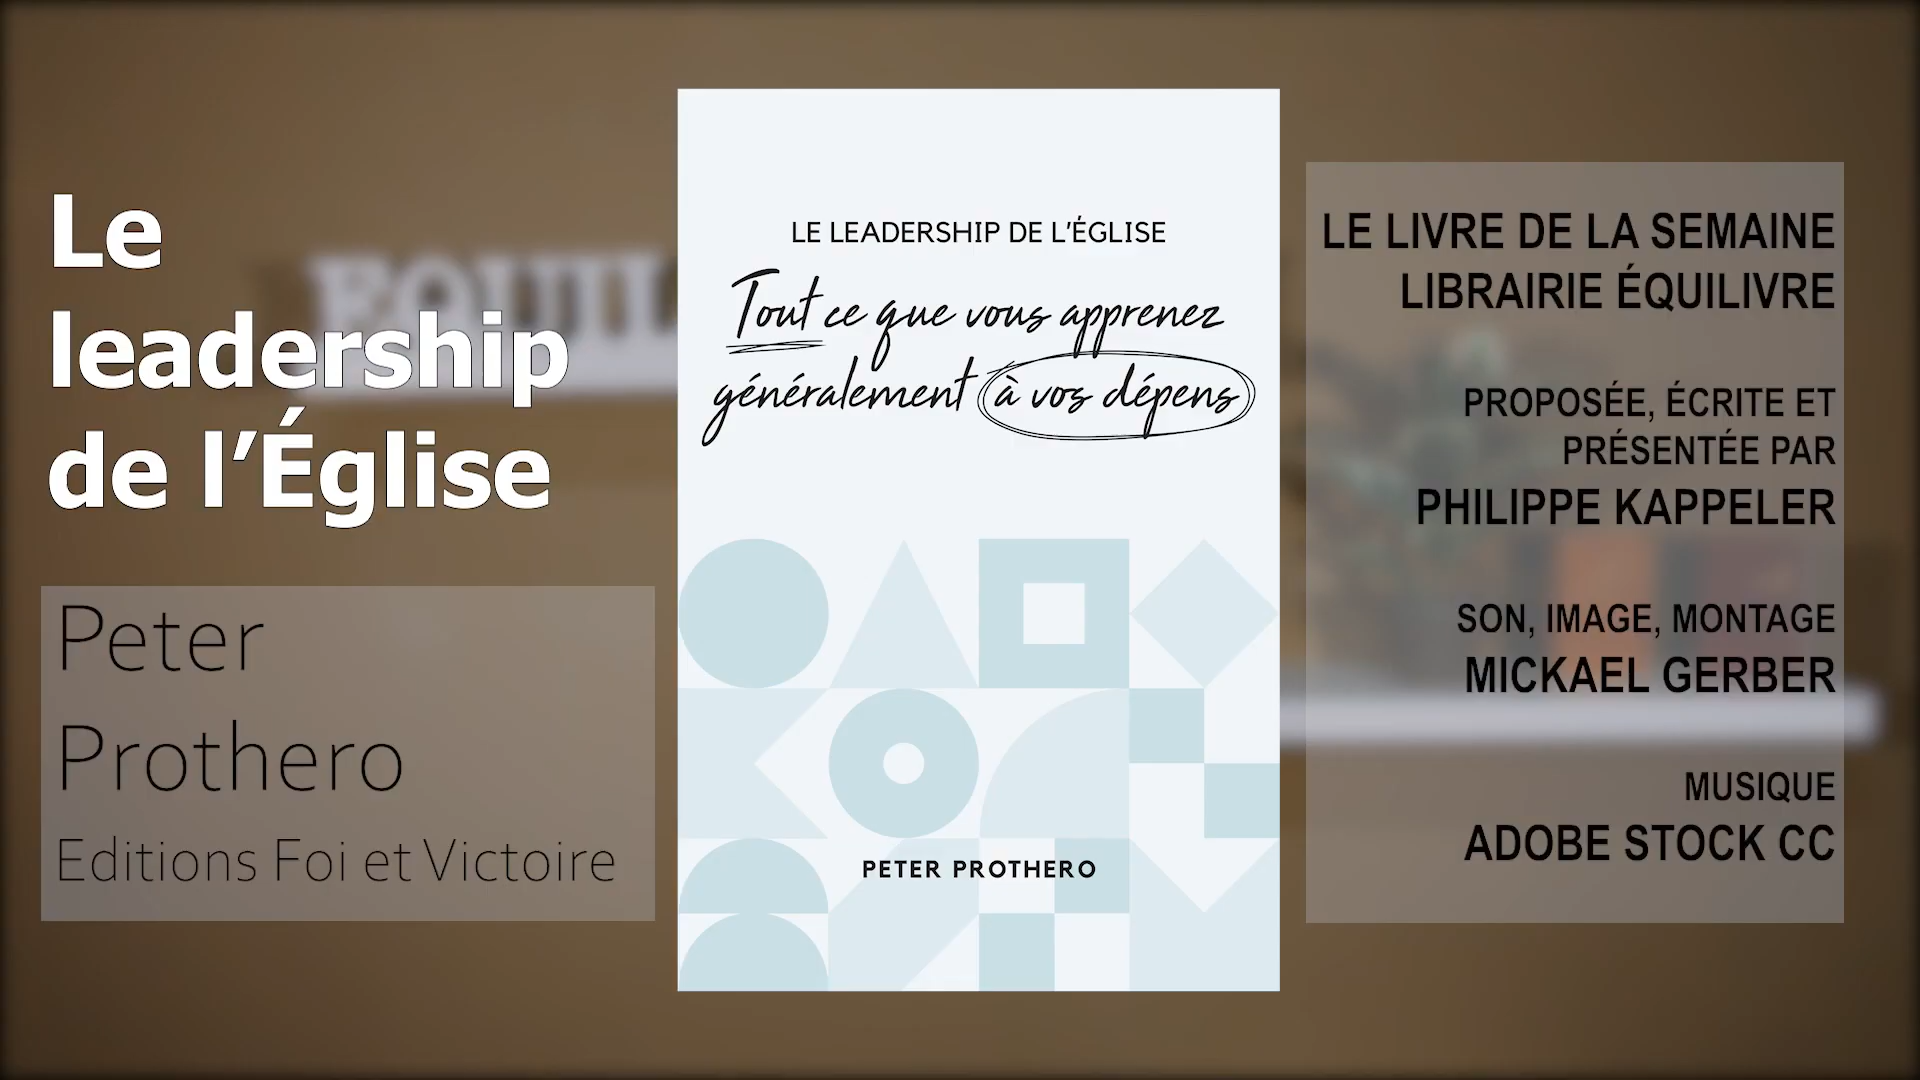 Le
leadership
de l’Église
Peter
Prothero
Editions Foi et Victoire
EQUIL
LE LEADERSHIP DE L’ÉGLISE
Tout ce que vous apprenez
généralement à vos dépens
PETER PROTHERO
LE LIVRE DE LA SEMAINE
LIBRAIRIE ÉQUILIVRE
PROPOSÉE, ÉCRITE ET
PRÉSENTÉE PAR
PHILIPPE KAPPELER
SON, IMAGE, MONTAGE
MICKAEL GERBER
MUSIQUE
ADOBE STOCK CC